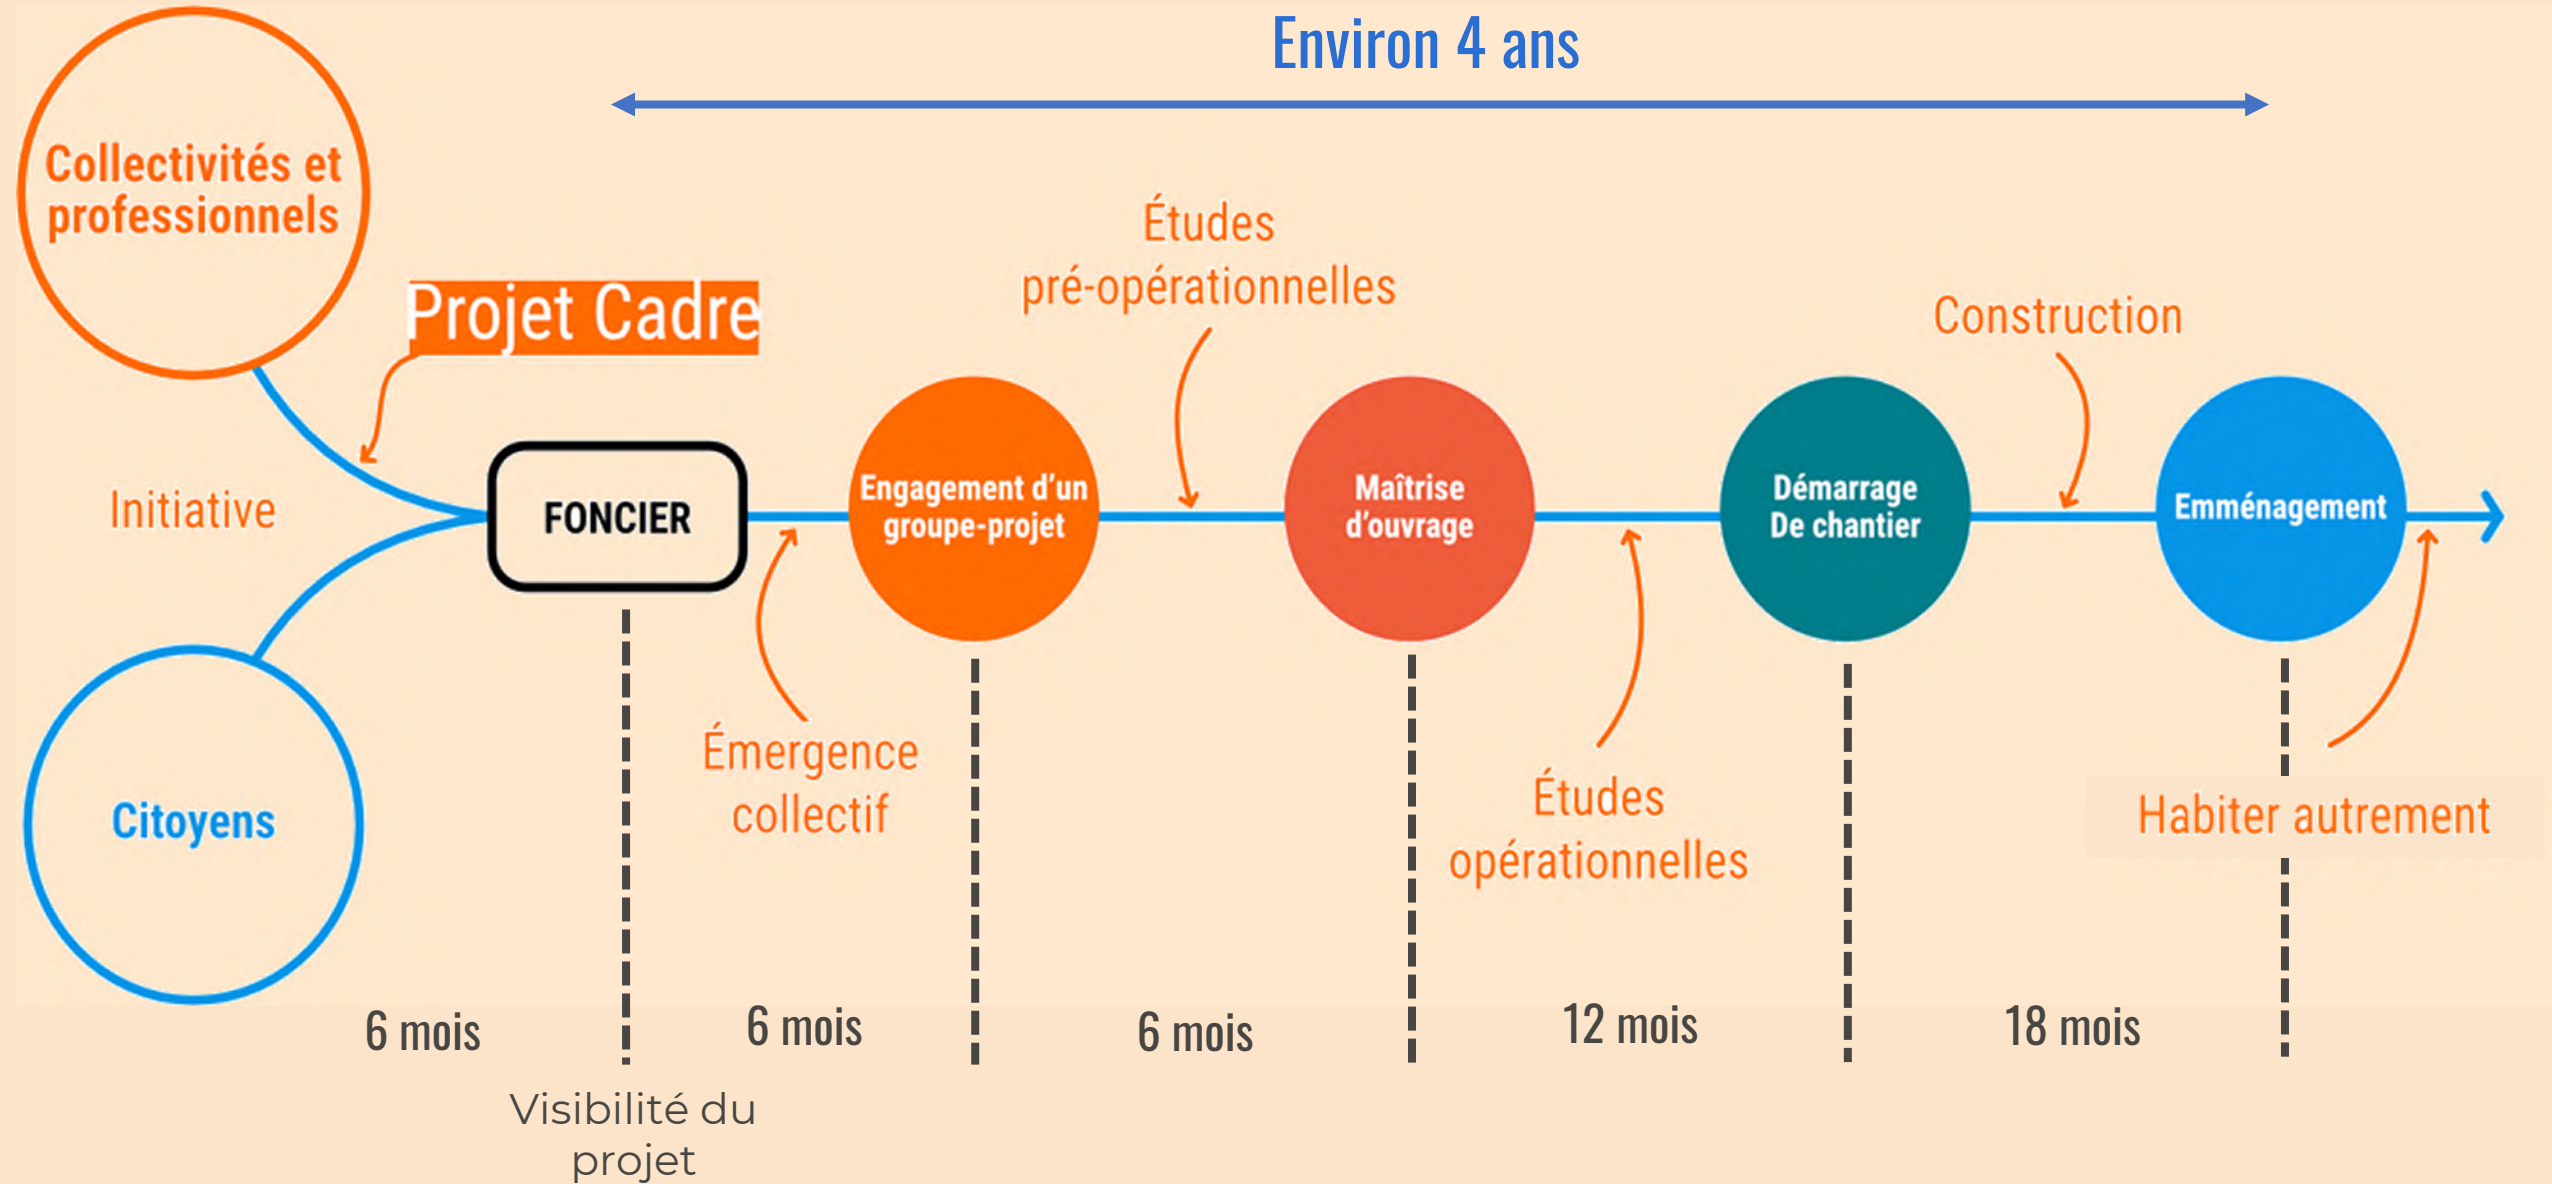 Environ 4 ans
Collectivités et
professionnels
Projet Cadre
Études
pré-opérationnelles
Construction
Initiative
FONCIER
Engagement d'un
groupe-projet
Maîtrise
d'ouvrage
Démarrage
De chantier
Emménagement
Citoyens
Émergence
collectif
Études
opérationnelles
Habiter autrement
6 mois
6 mois
6 mois
12 mois
18 mois
Visibilité du
projet